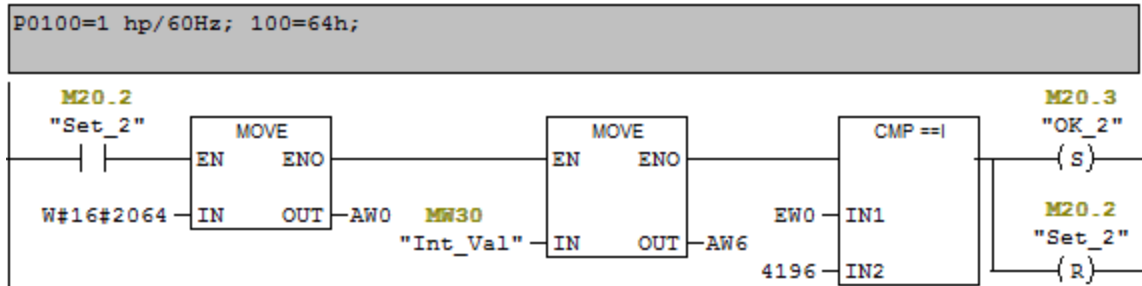 P0100=1 hp/60Hz; 100=64h;
M20.2
"Set_2"
MOVE
EN ENO
W#16#2064 IN OUT AW0
MOVE
EN ENO
MW30
"Int_Val" IN OUT AW6
CMP ==I
EW0 IN1
4196 IN2
M20.3
"OK_2"
S
M20.2
"Set_2"
R